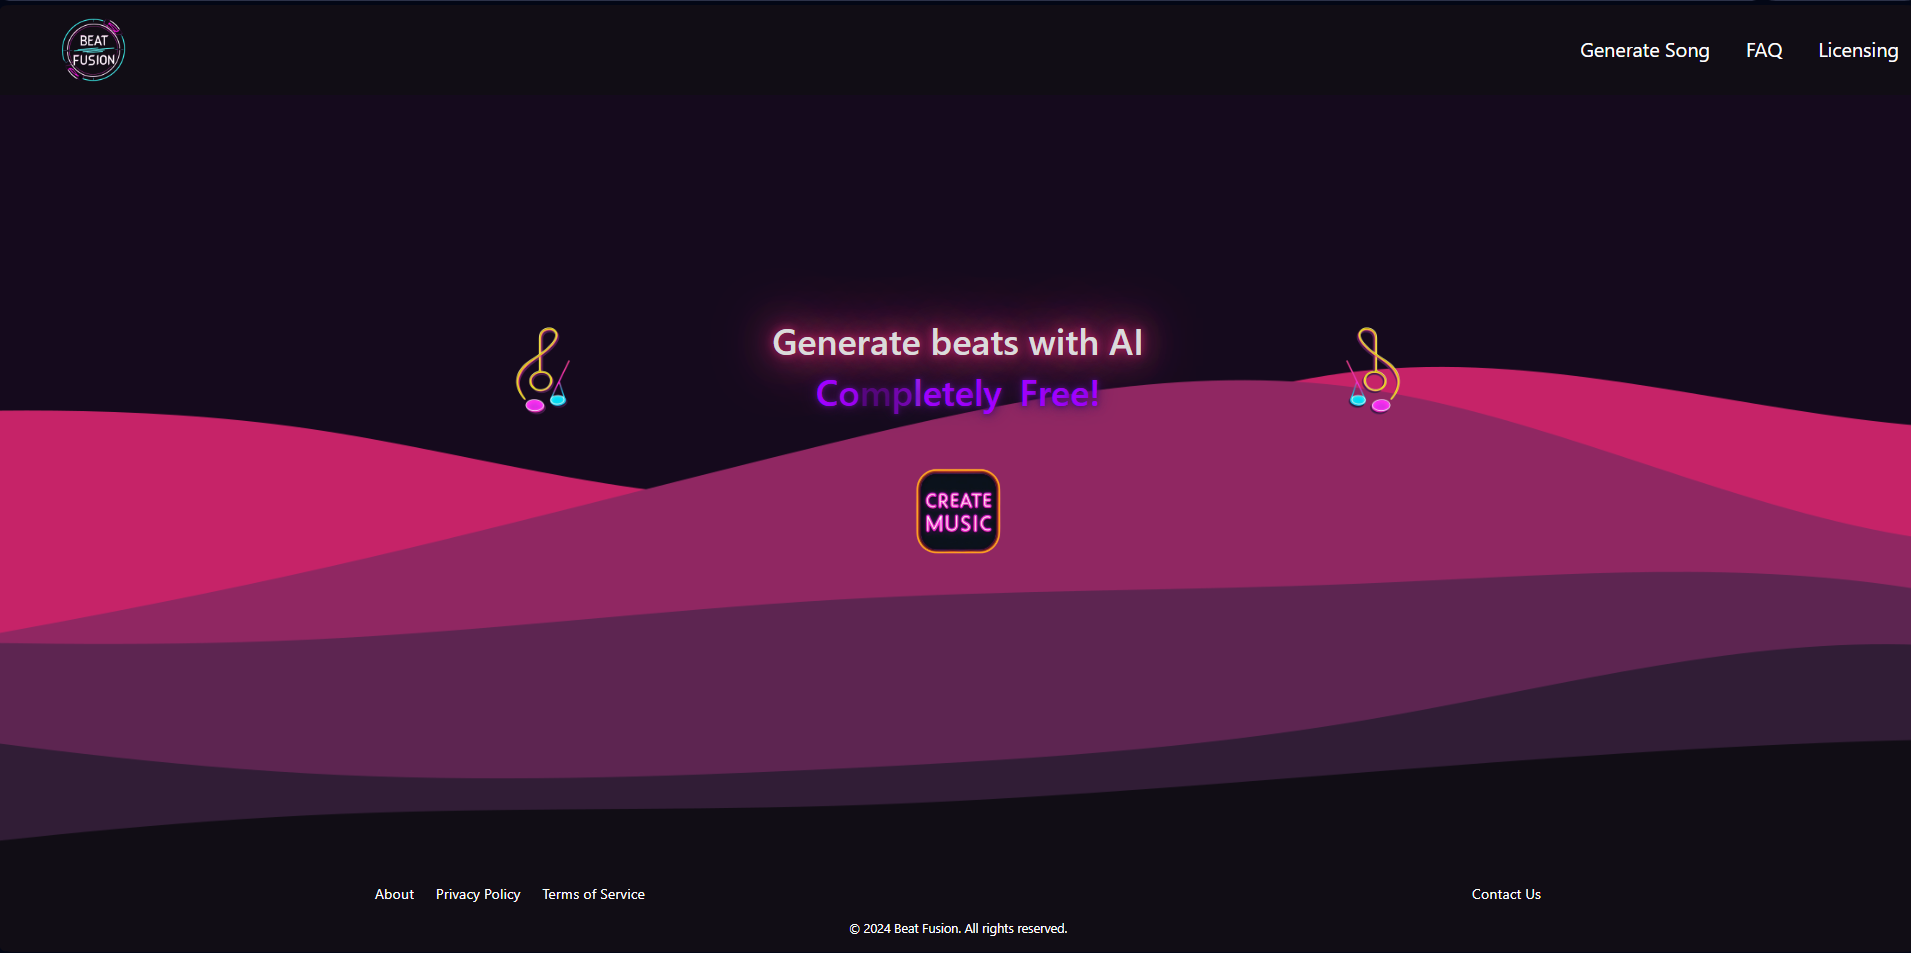 BEAT
FUSION
Generate Song FAQ Licensing
Generate beats with AI
Completely Free!
CREATE
MUSIC
About Privacy Policy Terms of Service Contact Us
© 2024 Beat Fusion. All rights reserved.